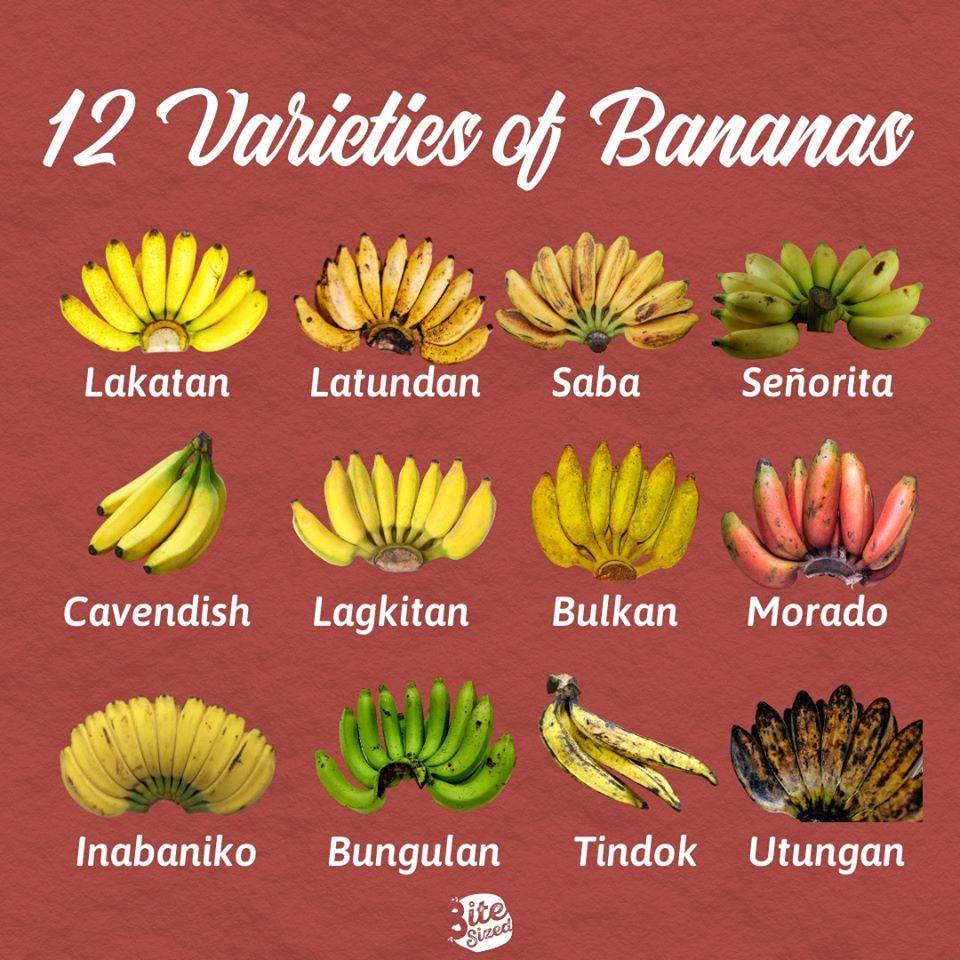 12 Varieties of Bananas
Lakatan Latundan Saba Señorita
Cavendish Lagkitan Bulkan Morado
Inabaniko Bungulan Tindok Utungan
Bite
Sized